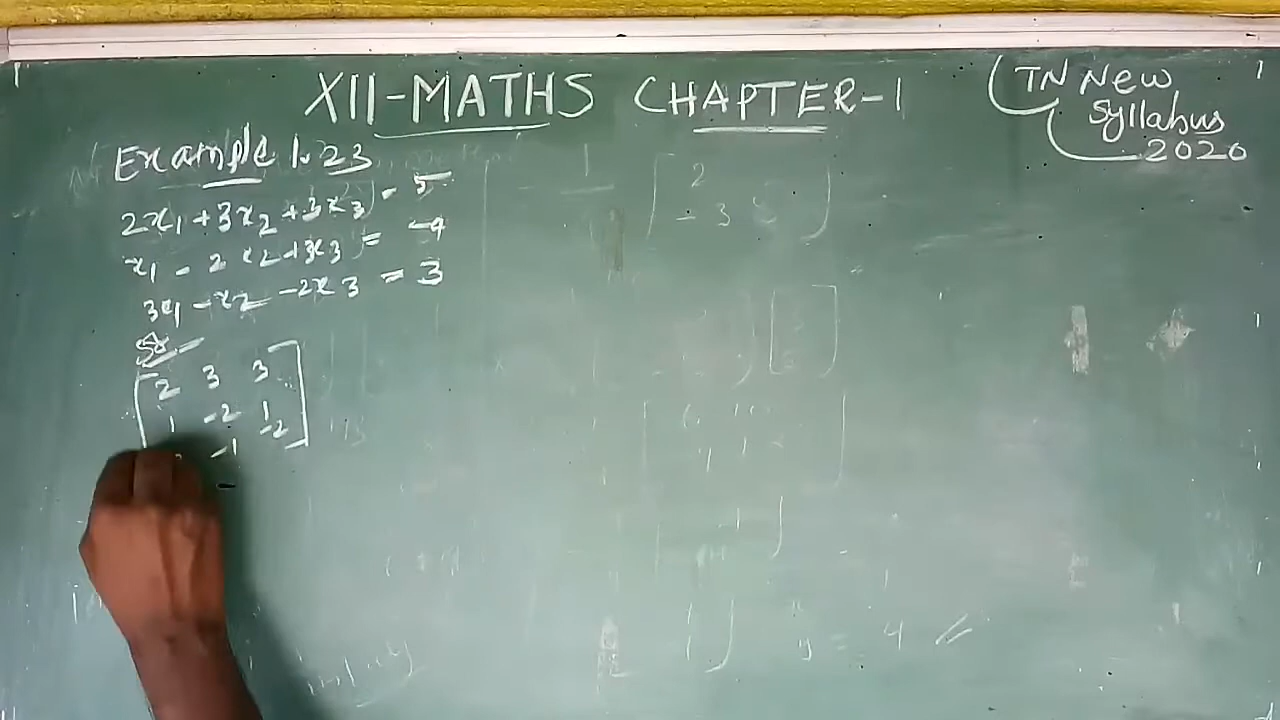 XII-MATHS CHAPTER-1
(TN New
Syllabus
2020
Example 1.23
2x₁+3x₂+3x₃ = 5
x₁ - 2x₂+x₃ = -4
3x₁ -x₂ -2x₃ = 3
Sol
2 3 3
1 -2 1
-1 -2
y = 4